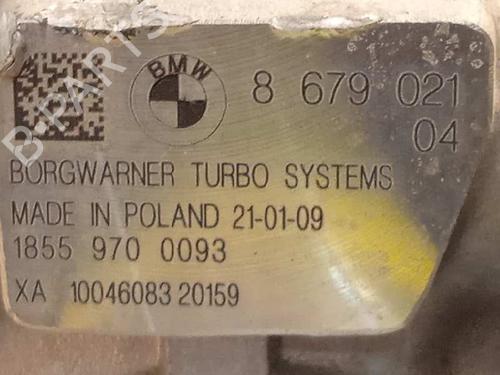 B-PARTS
BMW
8 679 021
04
BORGWARNER TURBO SYSTEMS
MADE IN POLAND 21-01-09
1855 970 0093
XA 10046083 20159